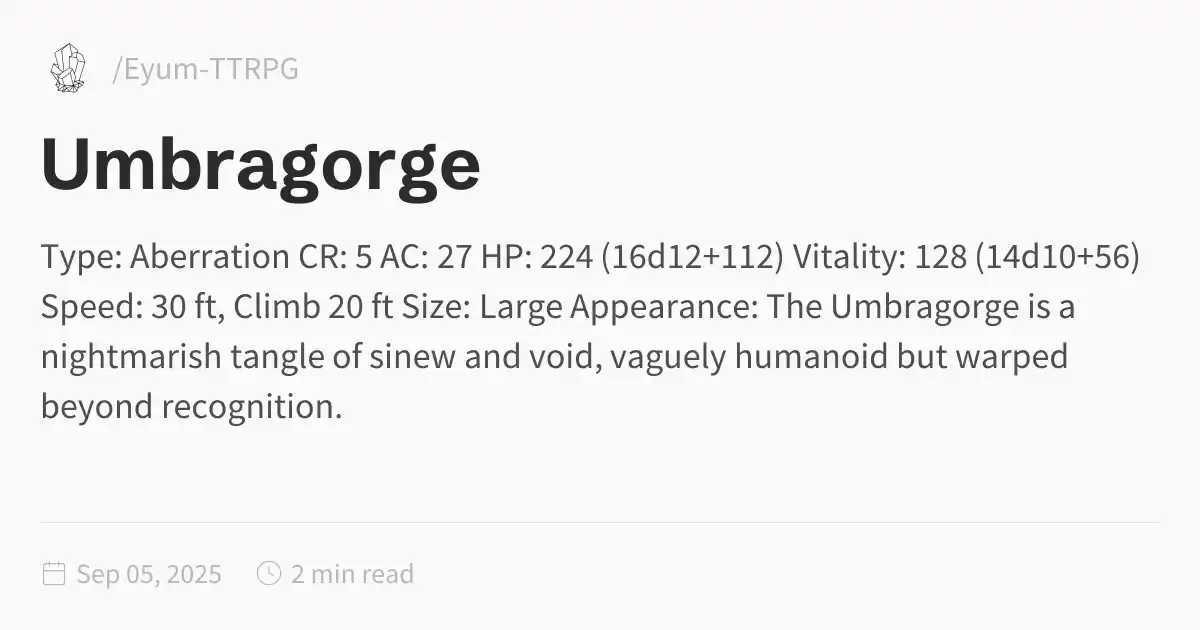 /Eyum-TTRPG
Umbragorge
Type: Aberration CR: 5 AC: 27 HP: 224 (16d12+112) Vitality: 128 (14d10+56)
Speed: 30 ft, Climb 20 ft Size: Large Appearance: The Umbragorge is a
nightmarish tangle of sinew and void, vaguely humanoid but warped
beyond recognition.
Sep 05, 2025 2 min read